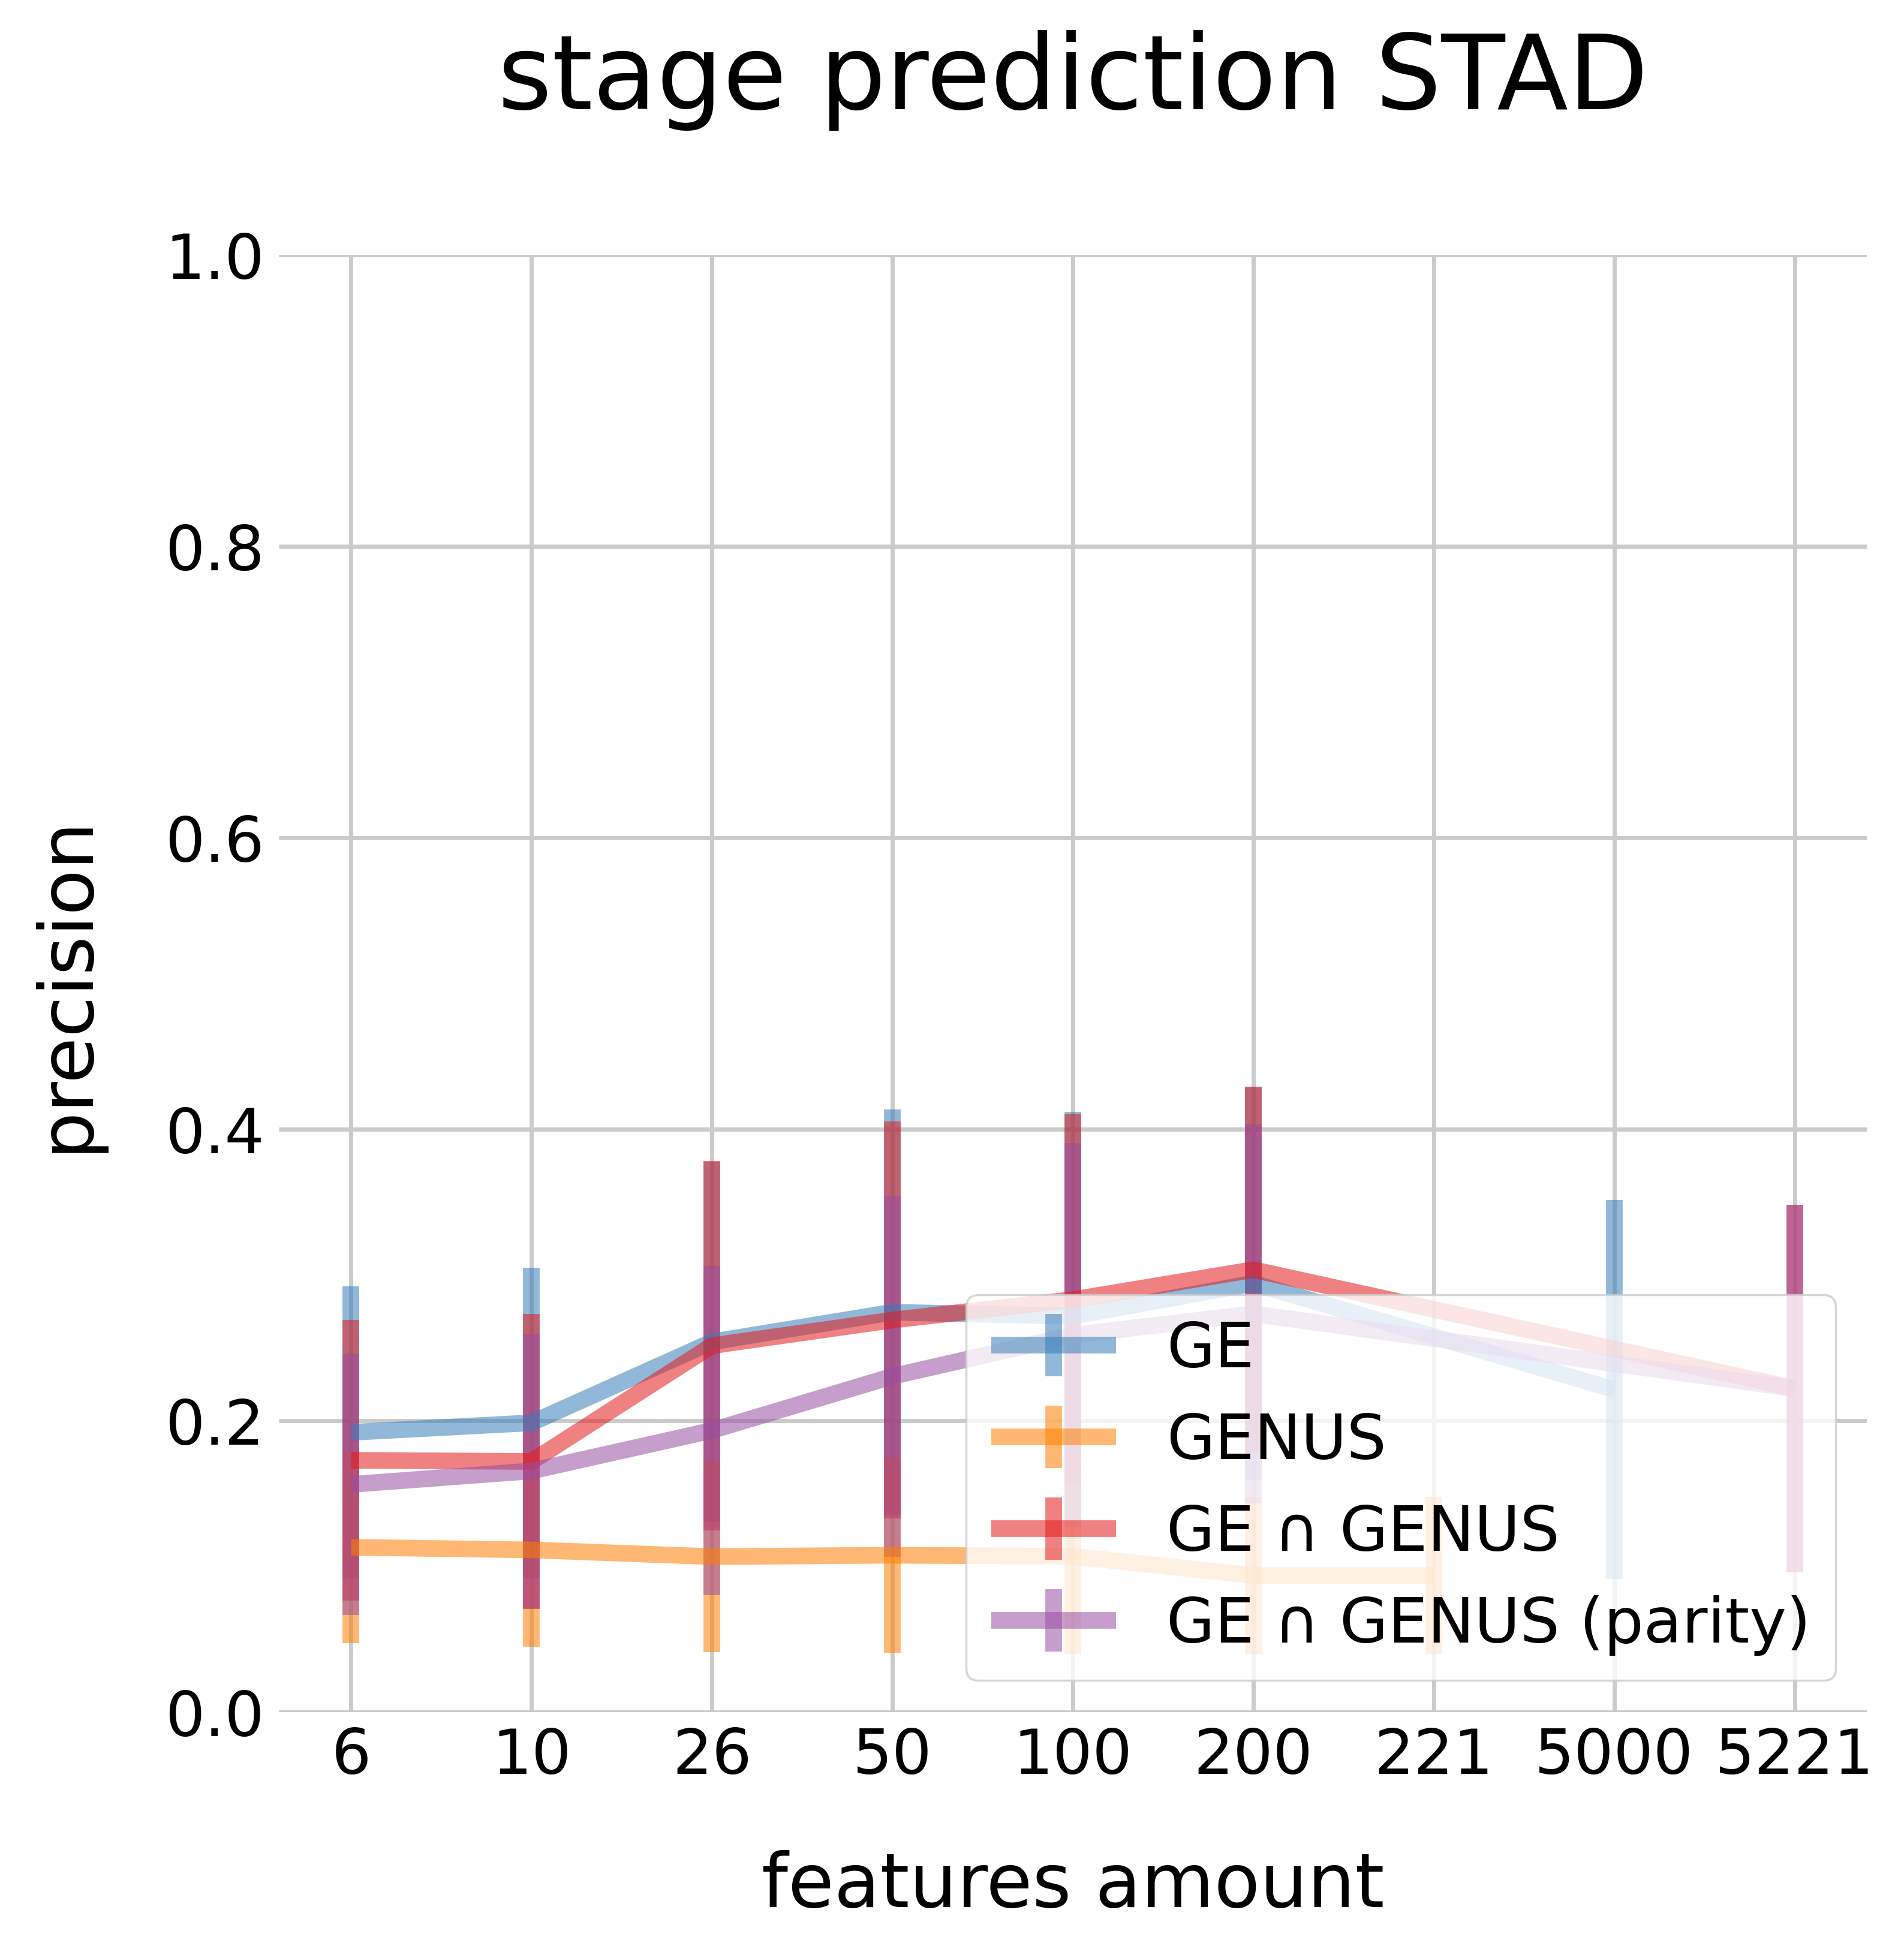 stage prediction STAD
1.0
0.8
0.6
0.4
0.2
0.0
precision
GE
GENUS
GE ∩ GENUS
GE ∩ GENUS (parity)
6 10 26 50 100 200 221 5000 5221
features amount